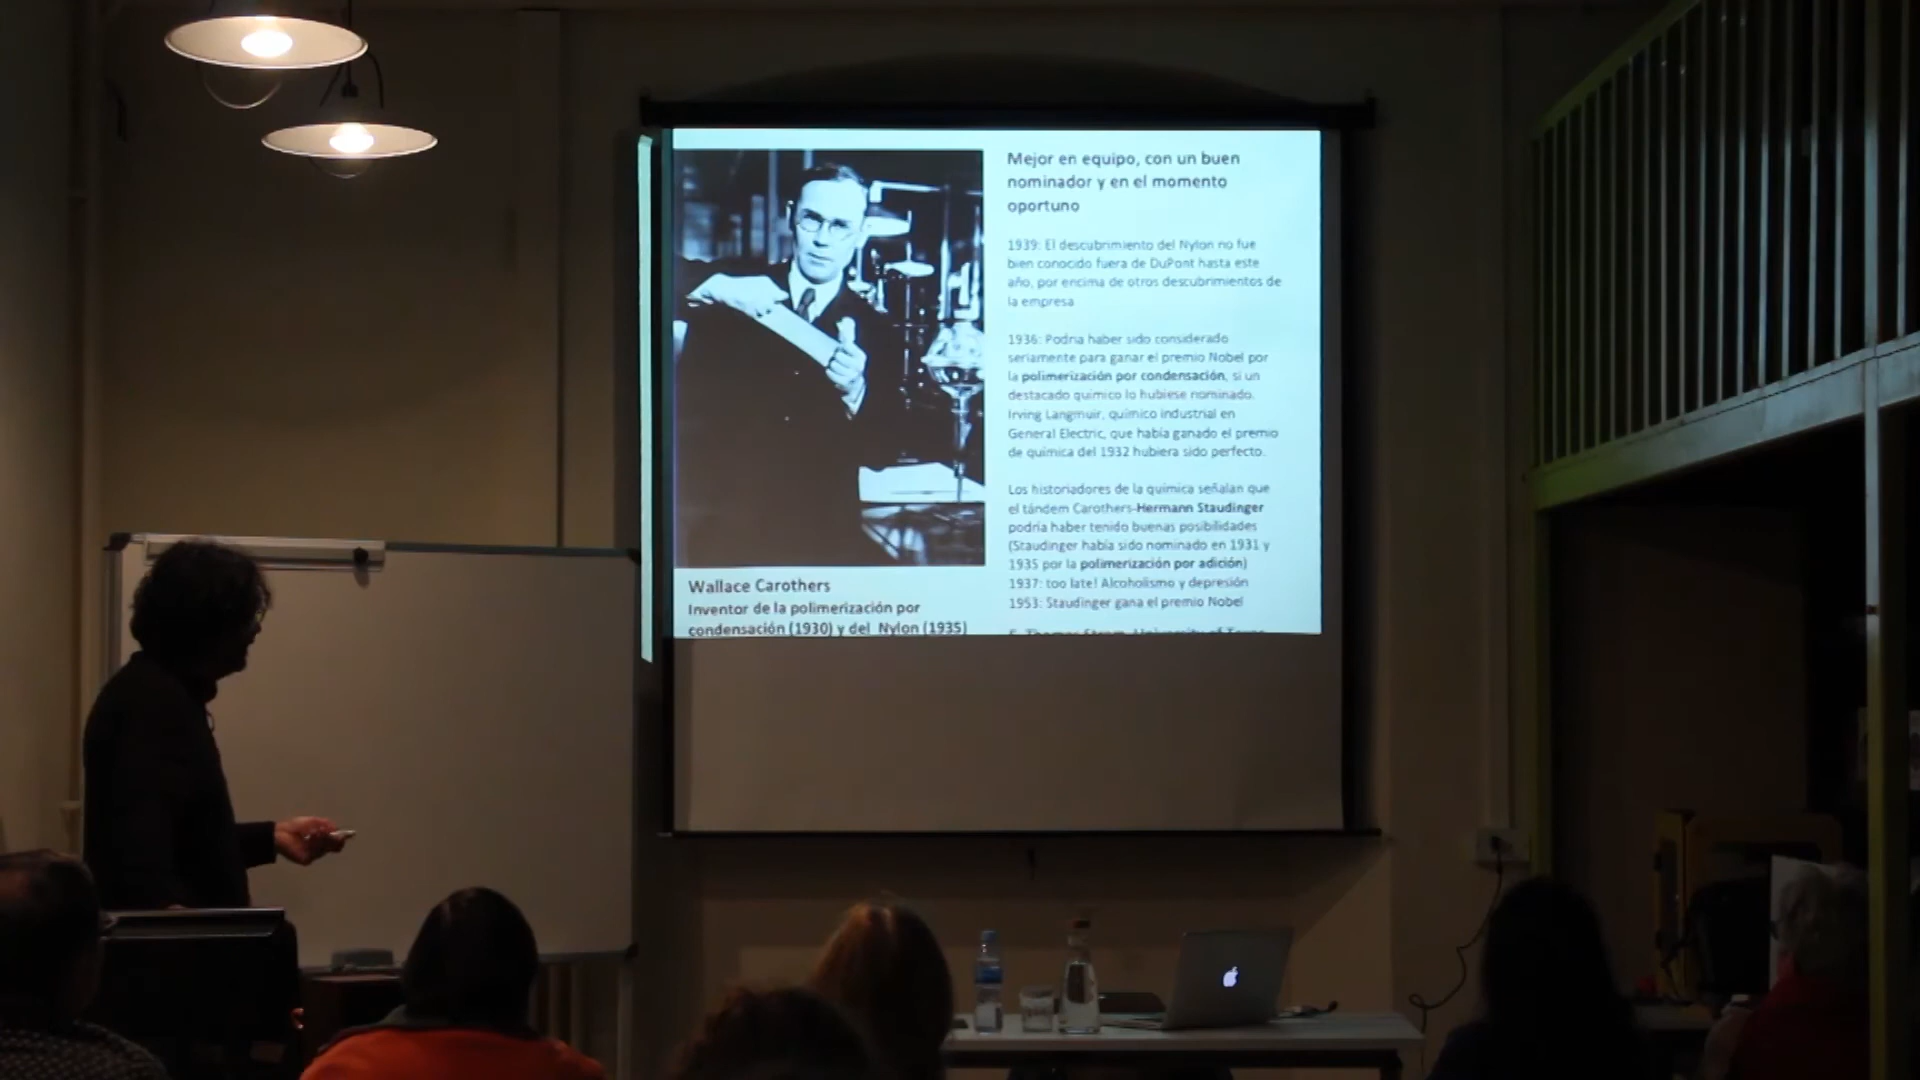 Mejor en equipo, con un buen
nominador y en el momento
oportuno
1939: El descubrimiento del Nylon no fue
bien conocido fuera de DuPont hasta este
año, por encima de otros descubrimientos de
la empresa
1936: Podría haber sido considerado
seriamente para ganar el premio Nobel por
la polimerización por condensación, si un
destacado químico lo hubiese nominado.
Irving Langmuir, químico industrial en
General Electric, que había ganado el premio
de química del 1932 hubiera sido perfecto.
Los historiadores de la química señalan que
el tándem Carothers-Hermann Staudinger
podría haber tenido buenas posibilidades
(Staudinger había sido nominado en 1931 y
1935 por la polimerización por adición)
1937: too late! Alcoholismo y depresión
1953: Staudinger gana el premio Nobel
Wallace Carothers
Inventor de la polimerización por
condensación (1930) y del Nylon (1935)